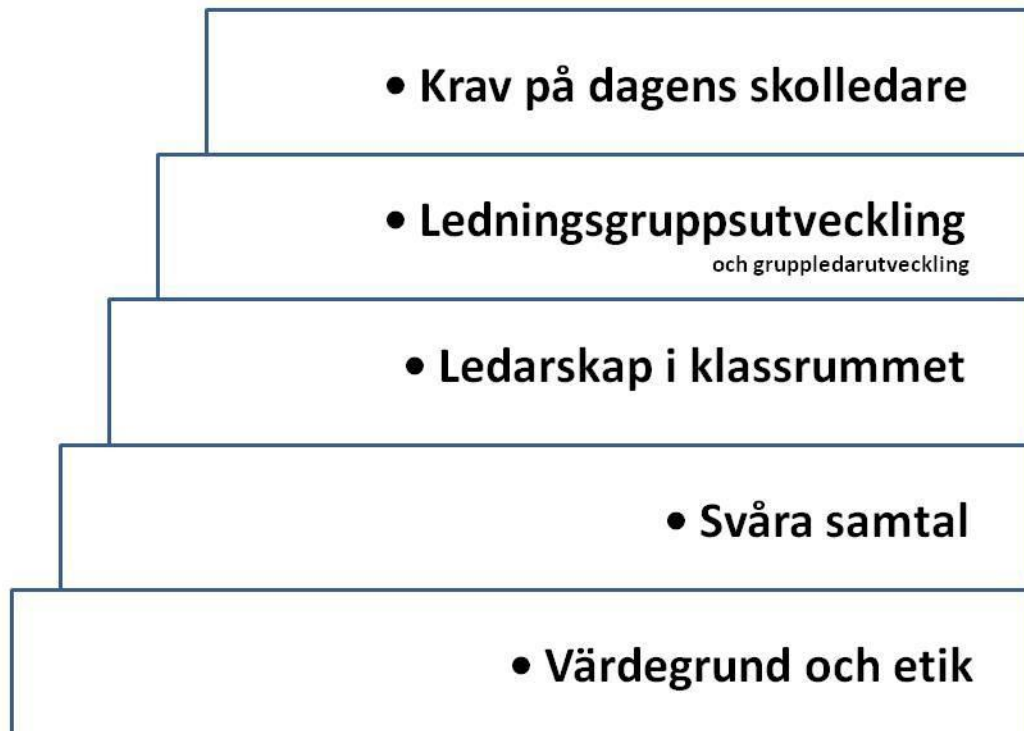 • Krav på dagens skolledare
• Ledningsgruppsutveckling
och gruppledarutveckling
• Ledarskap i klassrummet
• Svåra samtal
• Värdegrund och etik